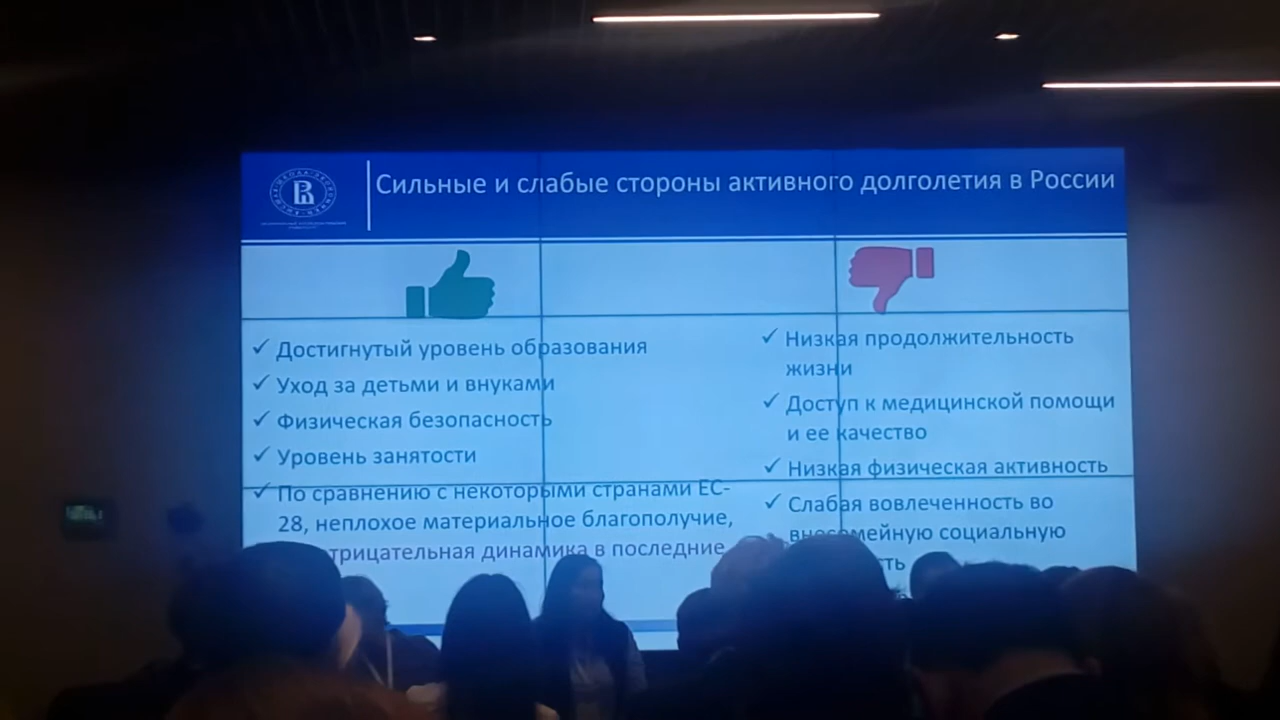 Сильные и слабые стороны активного долголетия в России
✓ Достигнутый уровень образования
✓ Уход за детьми и внуками
✓ Физическая безопасность
✓ Уровень занятости
✓ По сравнению с некоторыми странами ЕС-
28, неплохое материальное благополучие,
трицательная динамика в последние
✓ Низкая продолжительность
жизни
✓ Доступ к медицинской помощи
и ее качество
✓ Низкая физическая активность
✓ Слабая вовлеченность во
внесемейную социальную
сть